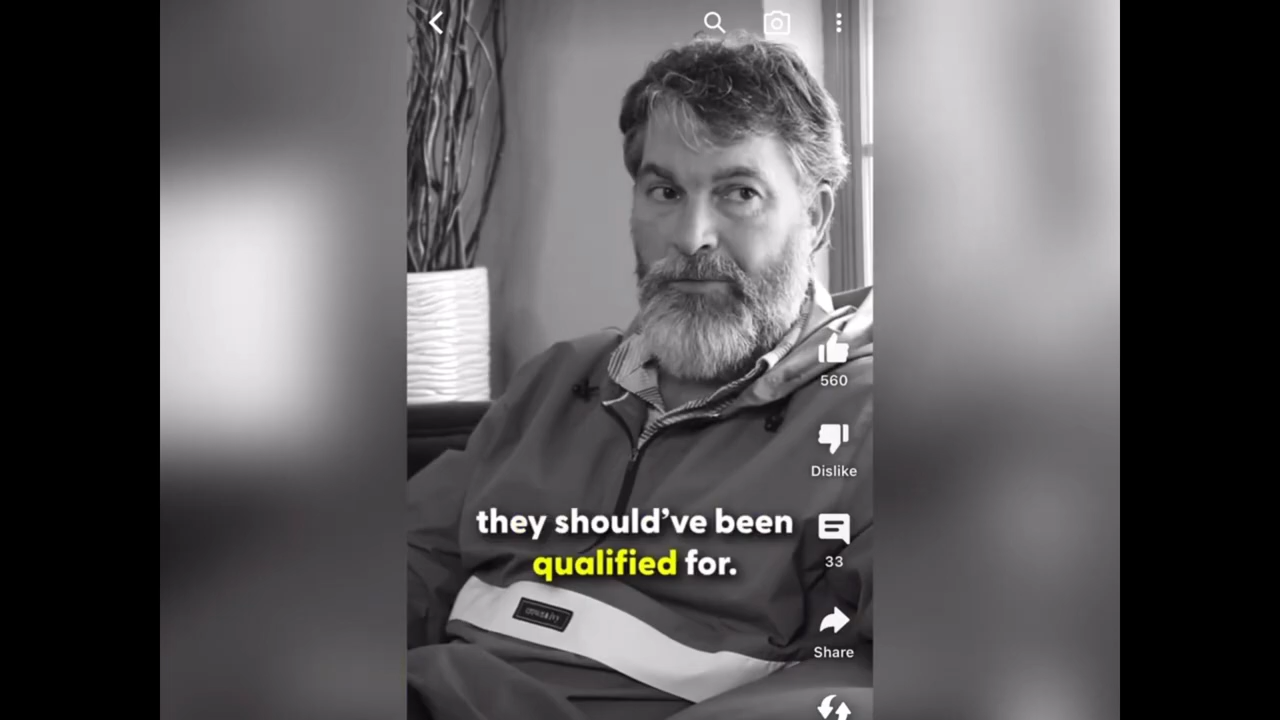 560
Dislike
they should've been
qualified for.
33
Share